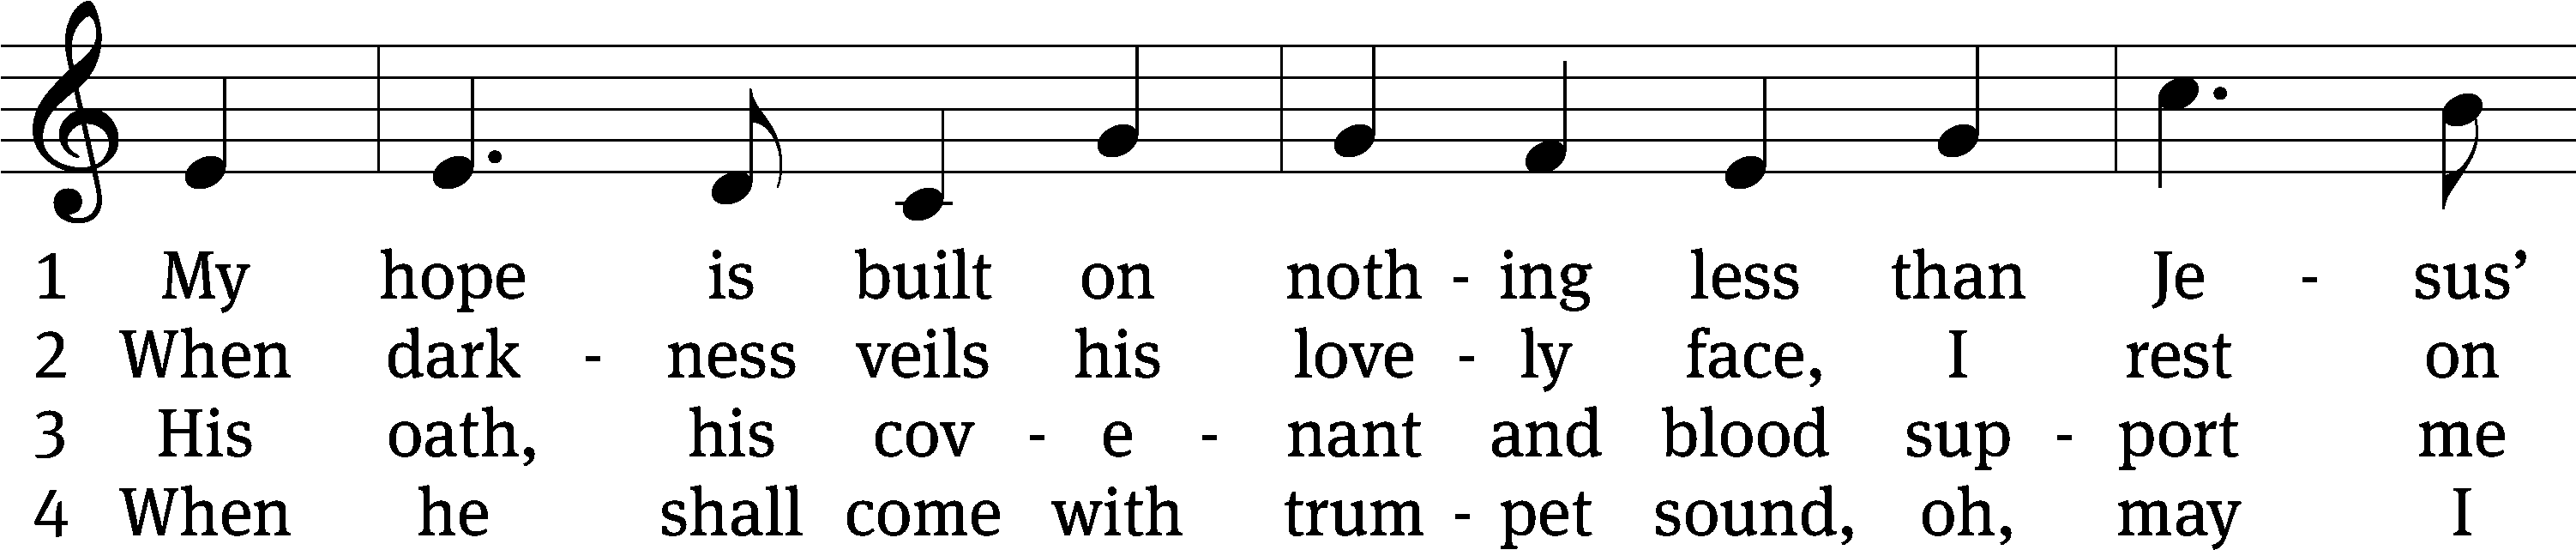 1 My hope is built on noth - ing less than Je - sus’
2 When dark - ness veils his love - ly face, I rest on
3 His oath, his cov - e - nant and blood sup - port me
4 When he shall come with trum - pet sound, oh, may I